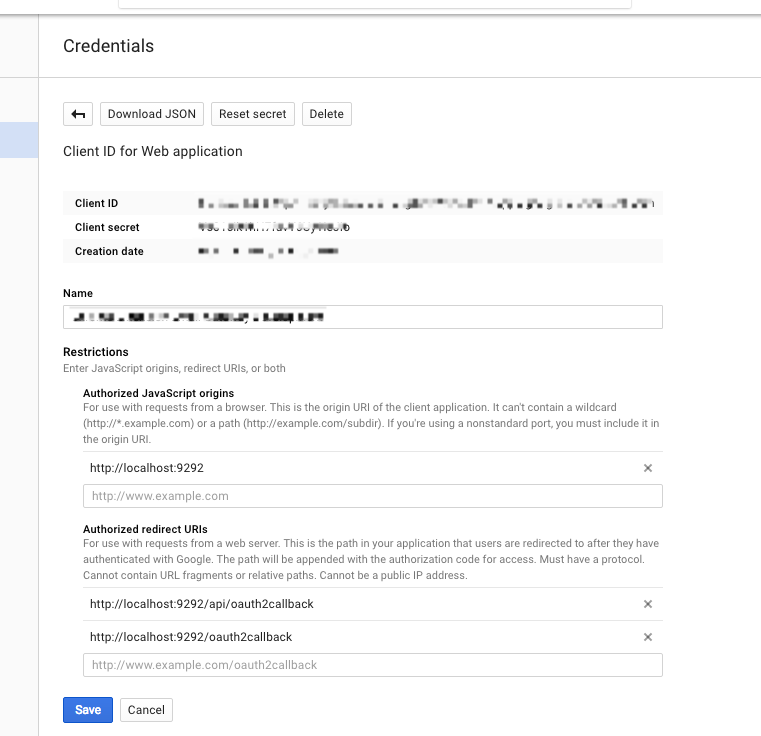 Credentials
Download JSON Reset secret Delete
Client ID for Web application
Client ID
Client secret
Creation date
Name
Restrictions
Enter JavaScript origins, redirect URIs, or both
Authorized JavaScript origins
For use with requests from a browser. This is the origin URI of the client application. It can't contain a wildcard
(http://*.example.com) or a path (http://example.com/subdir). If you're using a nonstandard port, you must include it in
the origin URI.
http://localhost:9292
http://www.example.com
Authorized redirect URIs
For use with requests from a web server. This is the path in your application that users are redirected to after they have
authenticated with Google. The path will be appended with the authorization code for access. Must have a protocol.
Cannot contain URL fragments or relative paths. Cannot be a public IP address.
http://localhost:9292/api/oauth2callback
http://localhost:9292/oauth2callback
http://www.example.com/oauth2callback
Save Cancel